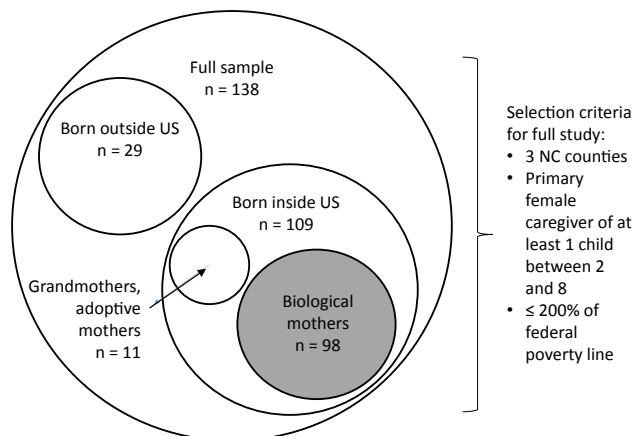 Full sample
n = 138
Born outside US
n = 29
Born inside US
n = 109
Grandmothers,
adoptive
mothers
n = 11
Biological
mothers
n = 98
Selection criteria
for full study:
• 3 NC counties
• Primary
female
caregiver of at
least 1 child
between 2
and 8
• ≤ 200% of
federal
poverty line